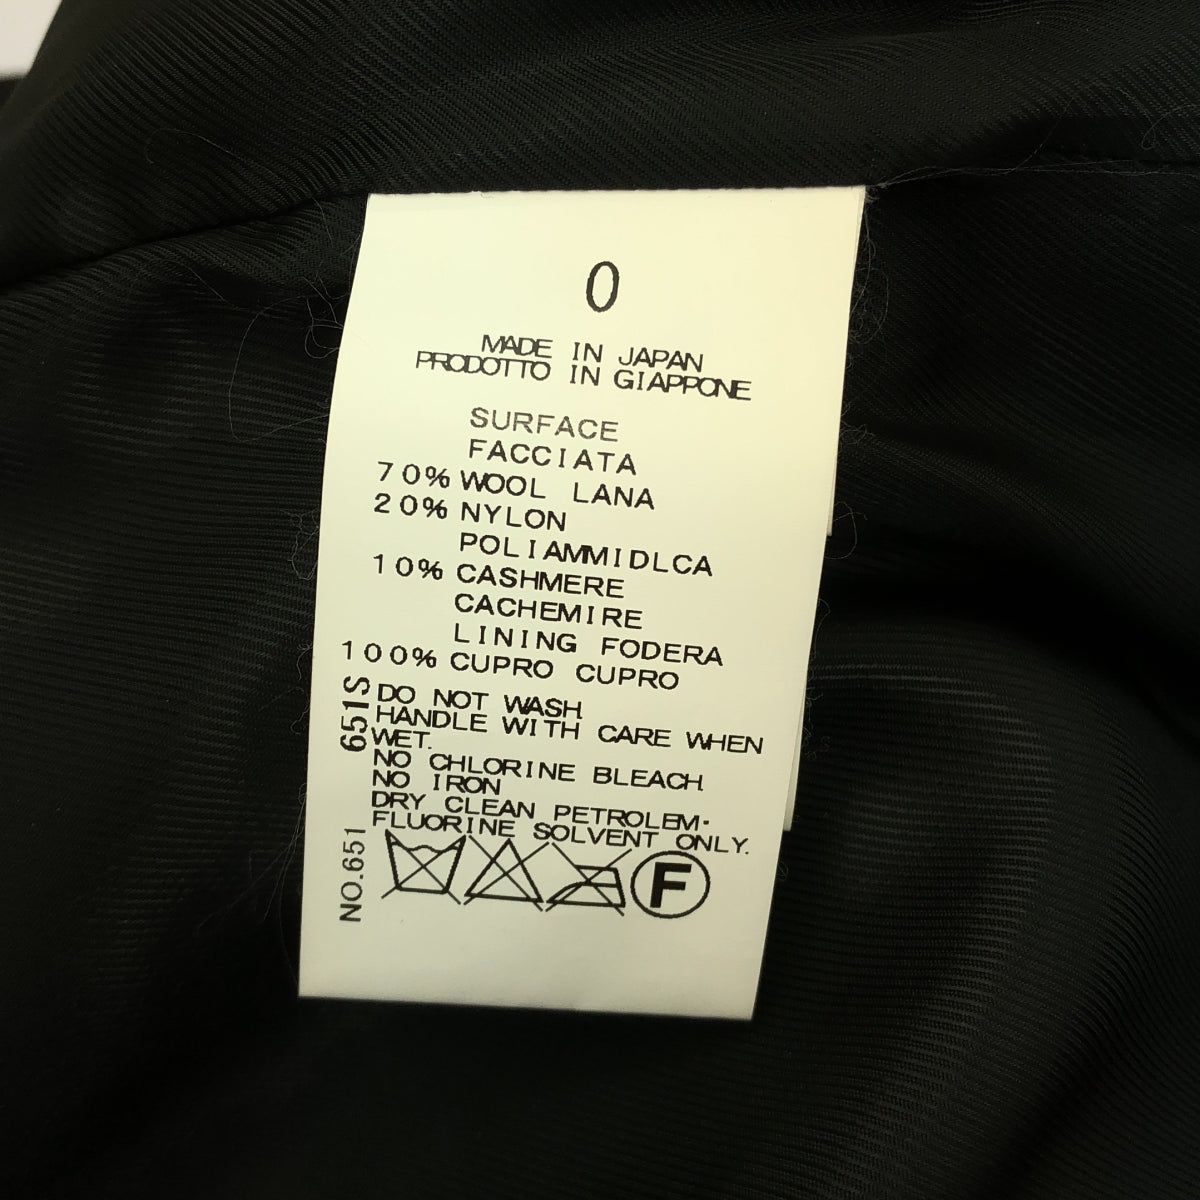 0
MADE IN JAPAN
PRODOTTO IN GIAPPONE
SURFACE
FACCIATA
70% WOOL LANA
20% NYLON
POLIAMMIDLCA
10% CASHMERE
CACHEMIRE
LINING FODERA
100% CUPRO CUPRO
DO NOT WASH
HANDLE WITH CARE WHEN
WET.
NO CHLORINE BLEACH
NO IRON
DRY CLEAN PETROLEM·
FLUORINE SOLVENT ONLY.
F
651S
NO.651